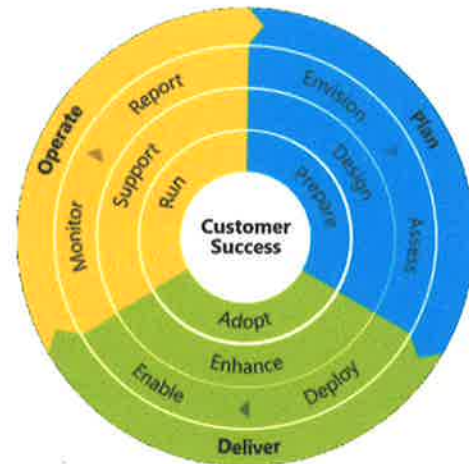 Plan
Envision
Assess
Design
Prepare
Deliver
Deploy
Enable
Enhance
Adopt
Operate
Monitor
Report
Support
Run
Customer
Success